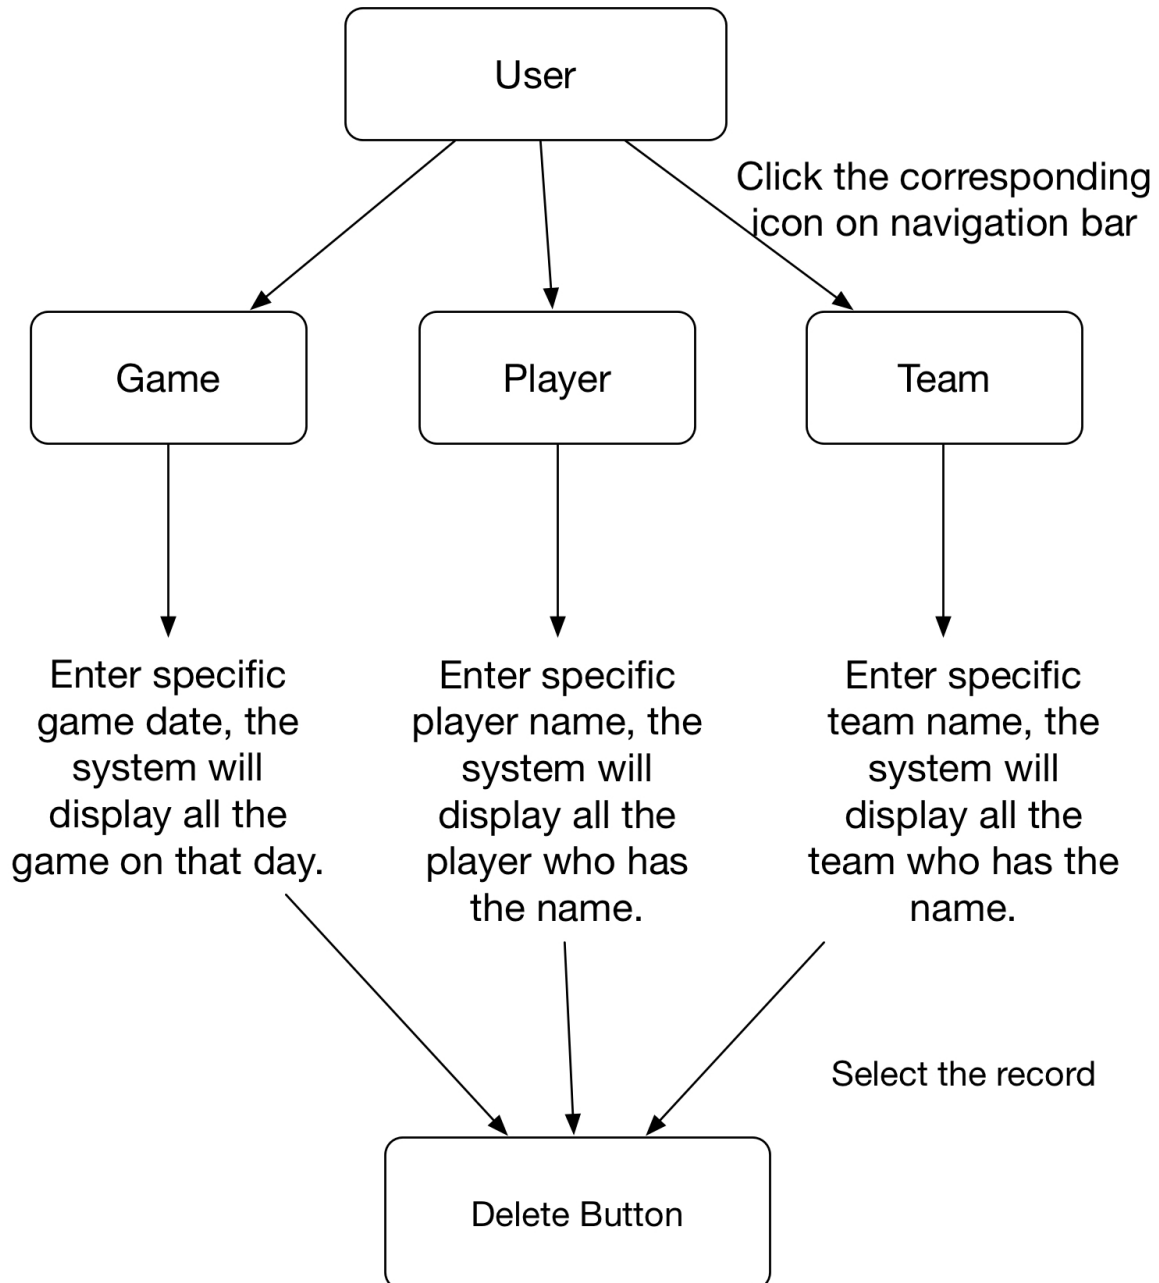 User
Click the corresponding
icon on navigation bar
Game
Player
Team
Enter specific
game date, the
system will
display all the
game on that day.
Enter specific
player name, the
system will
display all the
player who has
the name.
Enter specific
team name, the
system will
display all the
team who has the
name.
Select the record
Delete Button